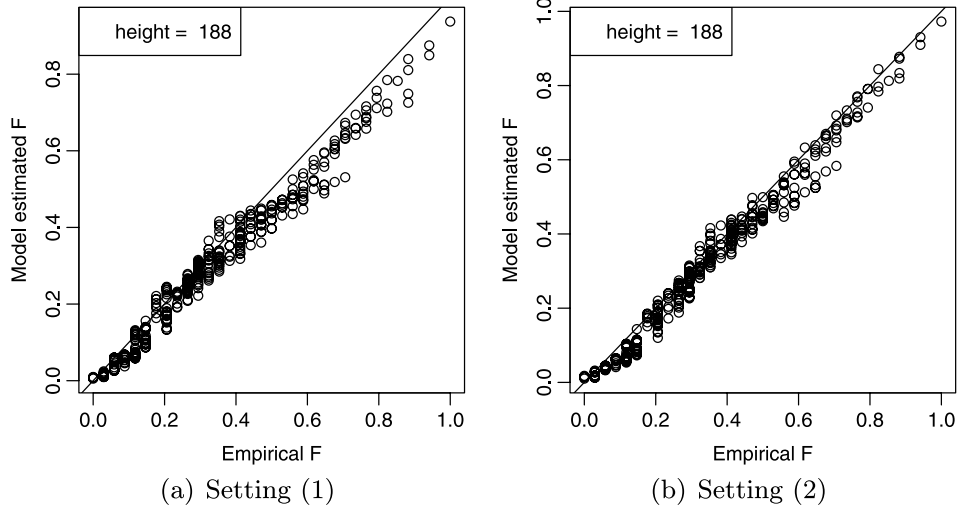 height = 188
Model estimated F
0.0 0.2 0.4 0.6 0.8
0.0 0.2 0.4 0.6 0.8 1.0
Empirical F
(a) Setting (1)
height = 188
Model estimated F
0.0 0.2 0.4 0.6 0.8 1.0
0.0 0.2 0.4 0.6 0.8 1.0
Empirical F
(b) Setting (2)